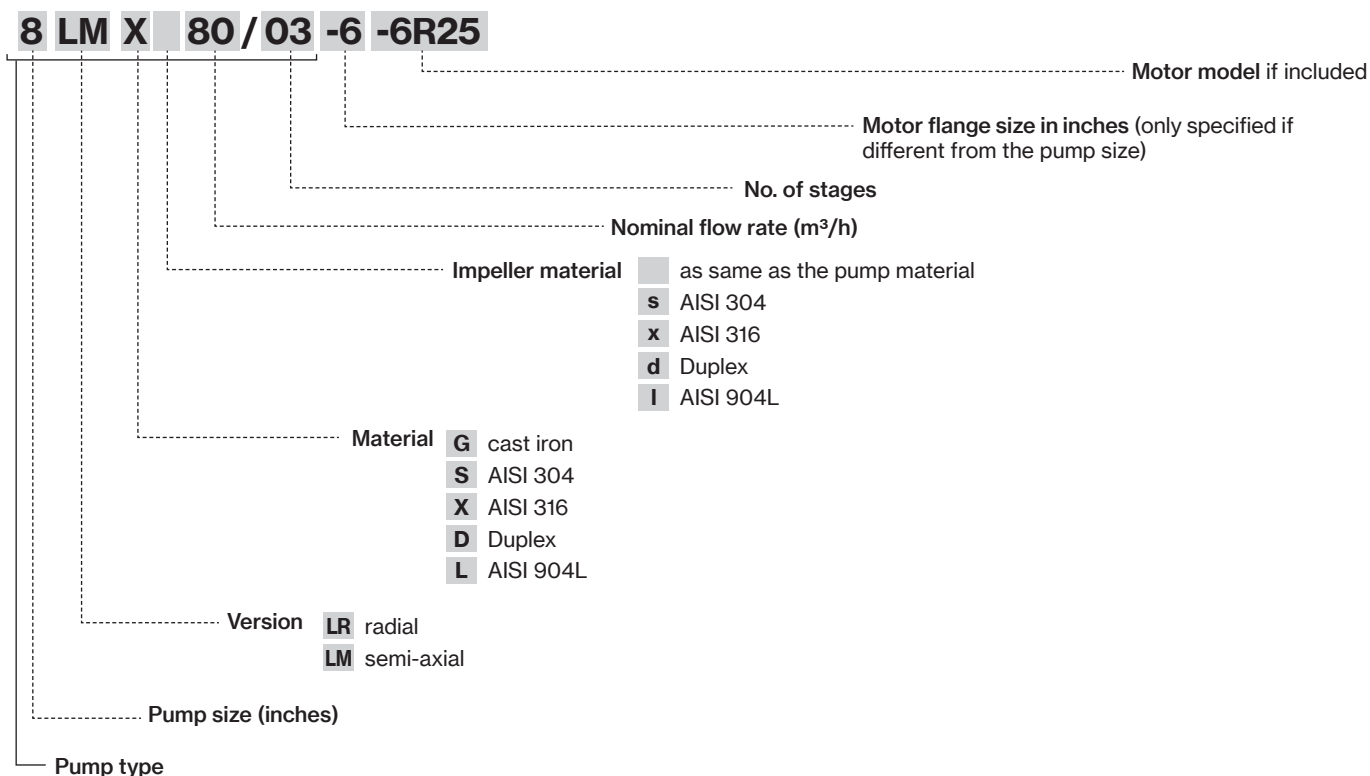 8 LM X 80/03 -6 -6R25
Motor model if included
Motor flange size in inches (only specified if
different from the pump size)
No. of stages
Nominal flow rate (m³/h)
Impeller material as same as the pump material
s AISI 304
x AISI 316
d Duplex
l AISI 904L
Material G cast iron
S AISI 304
X AISI 316
D Duplex
L AISI 904L
Version LR radial
LM semi-axial
Pump size (inches)
Pump type